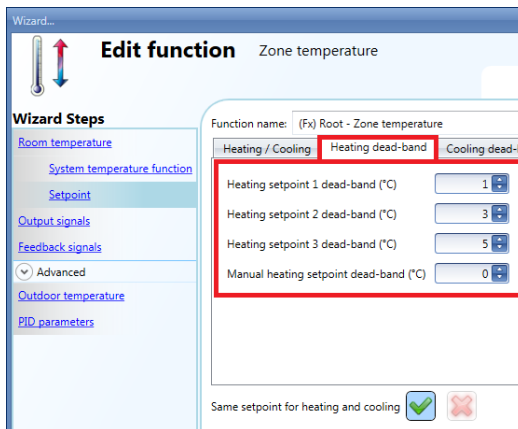 Wizard...
Edit function Zone temperature
Wizard Steps
Room temperature
System temperature function
Setpoint
Output signals
Feedback signals
Advanced
Outdoor temperature
PID parameters
Function name: (Fx) Root - Zone temperature
Heating / Cooling Heating dead-band Cooling dead-
Heating setpoint 1 dead-band (°C) 1
Heating setpoint 2 dead-band (°C) 3
Heating setpoint 3 dead-band (°C) 5
Manual heating setpoint dead-band (°C) 0
Same setpoint for heating and cooling